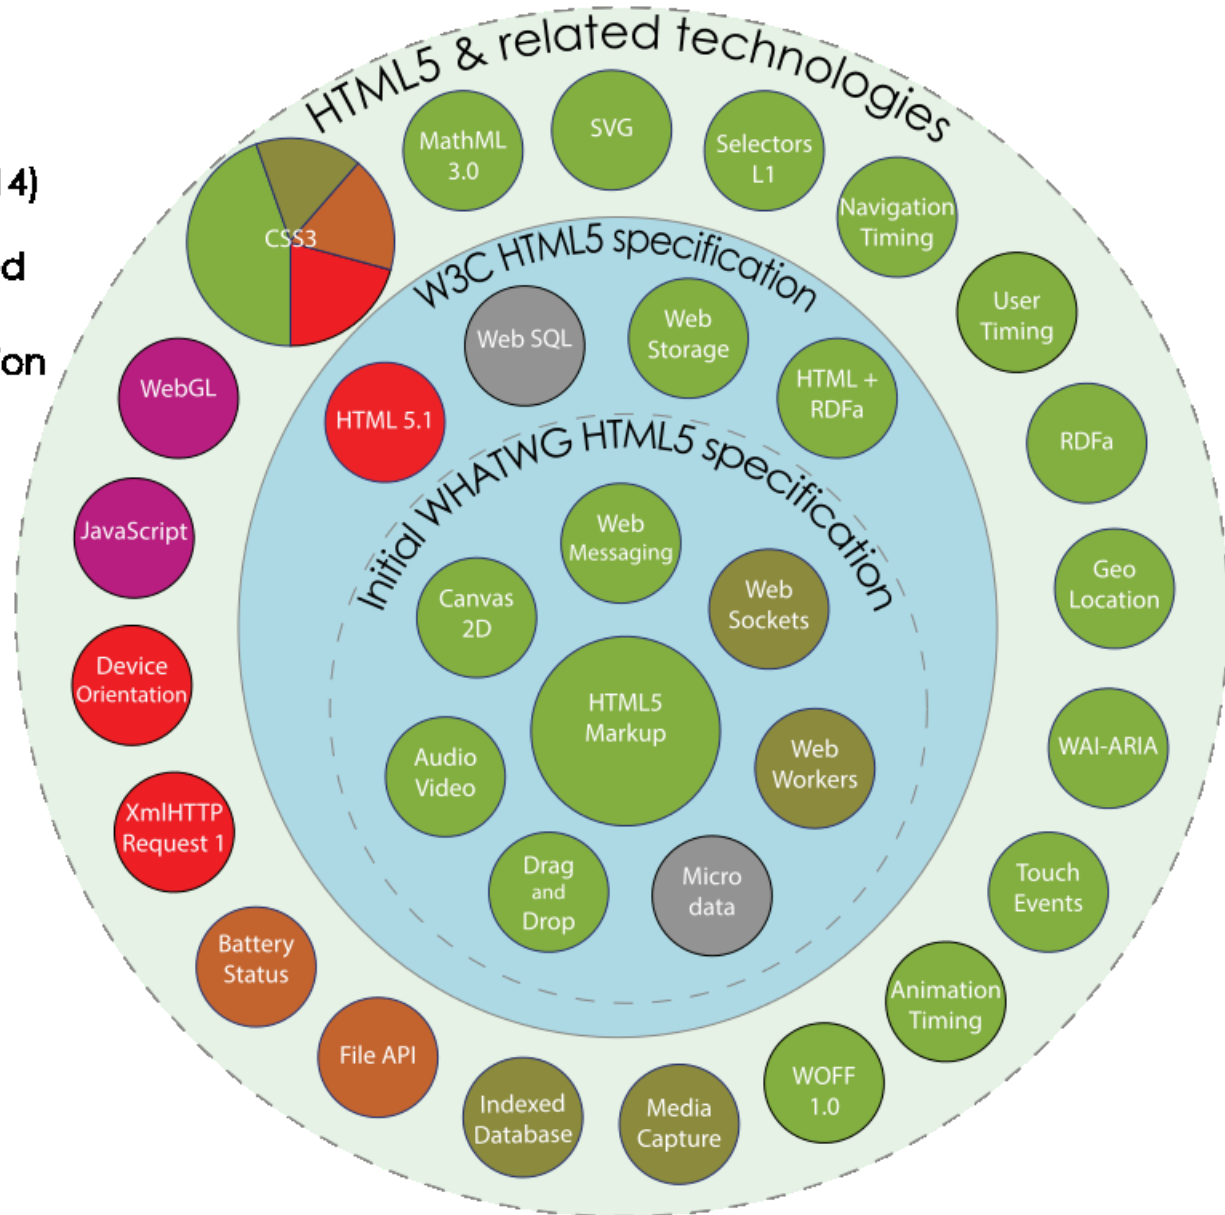 HTML5 & related technologies
14)
d
on
MathML
3.0
SVG
Selectors
L1
Navigation
Timing
CSS3
User
Timing
W3C HTML5 specification
Web SQL
Web
Storage
HTML +
RDFa
HTML 5.1
WebGL
RDFa
JavaScript
Geo
Location
Initial WHATWG HTML5 specification
Web
Messaging
Canvas
2D
Web
Sockets
HTML5
Markup
Audio
Video
Web
Workers
Drag
and
Drop
Micro
data
Device
Orientation
WAI-ARIA
XmlHTTP
Request 1
Touch
Events
Battery
Status
Animation
Timing
File API
WOFF
1.0
Indexed
Database
Media
Capture